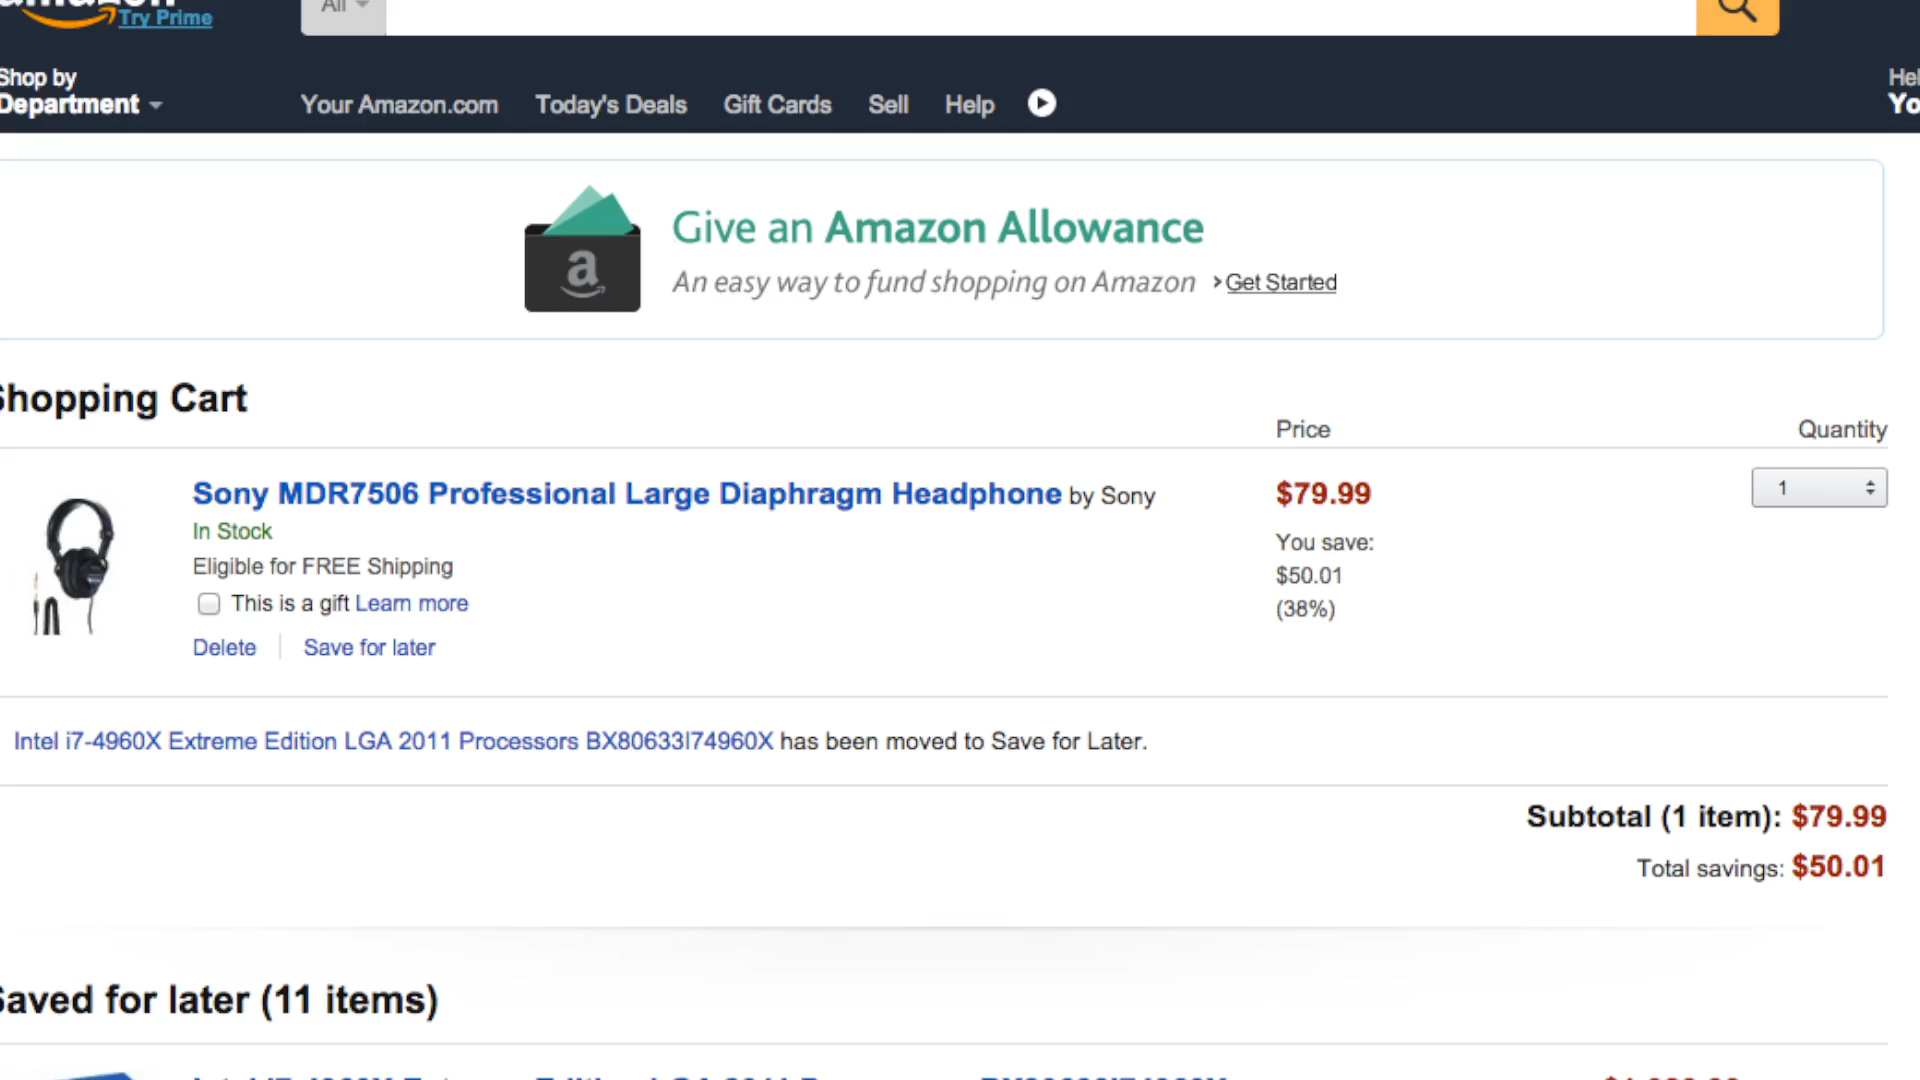 Try Prime
All
Shop by
Department
Your Amazon.com
Today's Deals
Gift Cards
Sell
Help
Hel
Yo
a
Give an Amazon Allowance
An easy way to fund shopping on Amazon
Get Started
Shopping Cart
Price
Quantity
Sony MDR7506 Professional Large Diaphragm Headphone by Sony
$79.99
1
In Stock
You save:
Eligible for FREE Shipping
$50.01
This is a gift Learn more
(38%)
Delete
Save for later
Intel i7-4960X Extreme Edition LGA 2011 Processors BX80633I74960X has been moved to Save for Later.
Subtotal (1 item): $79.99
Total savings: $50.01
Saved for later (11 items)